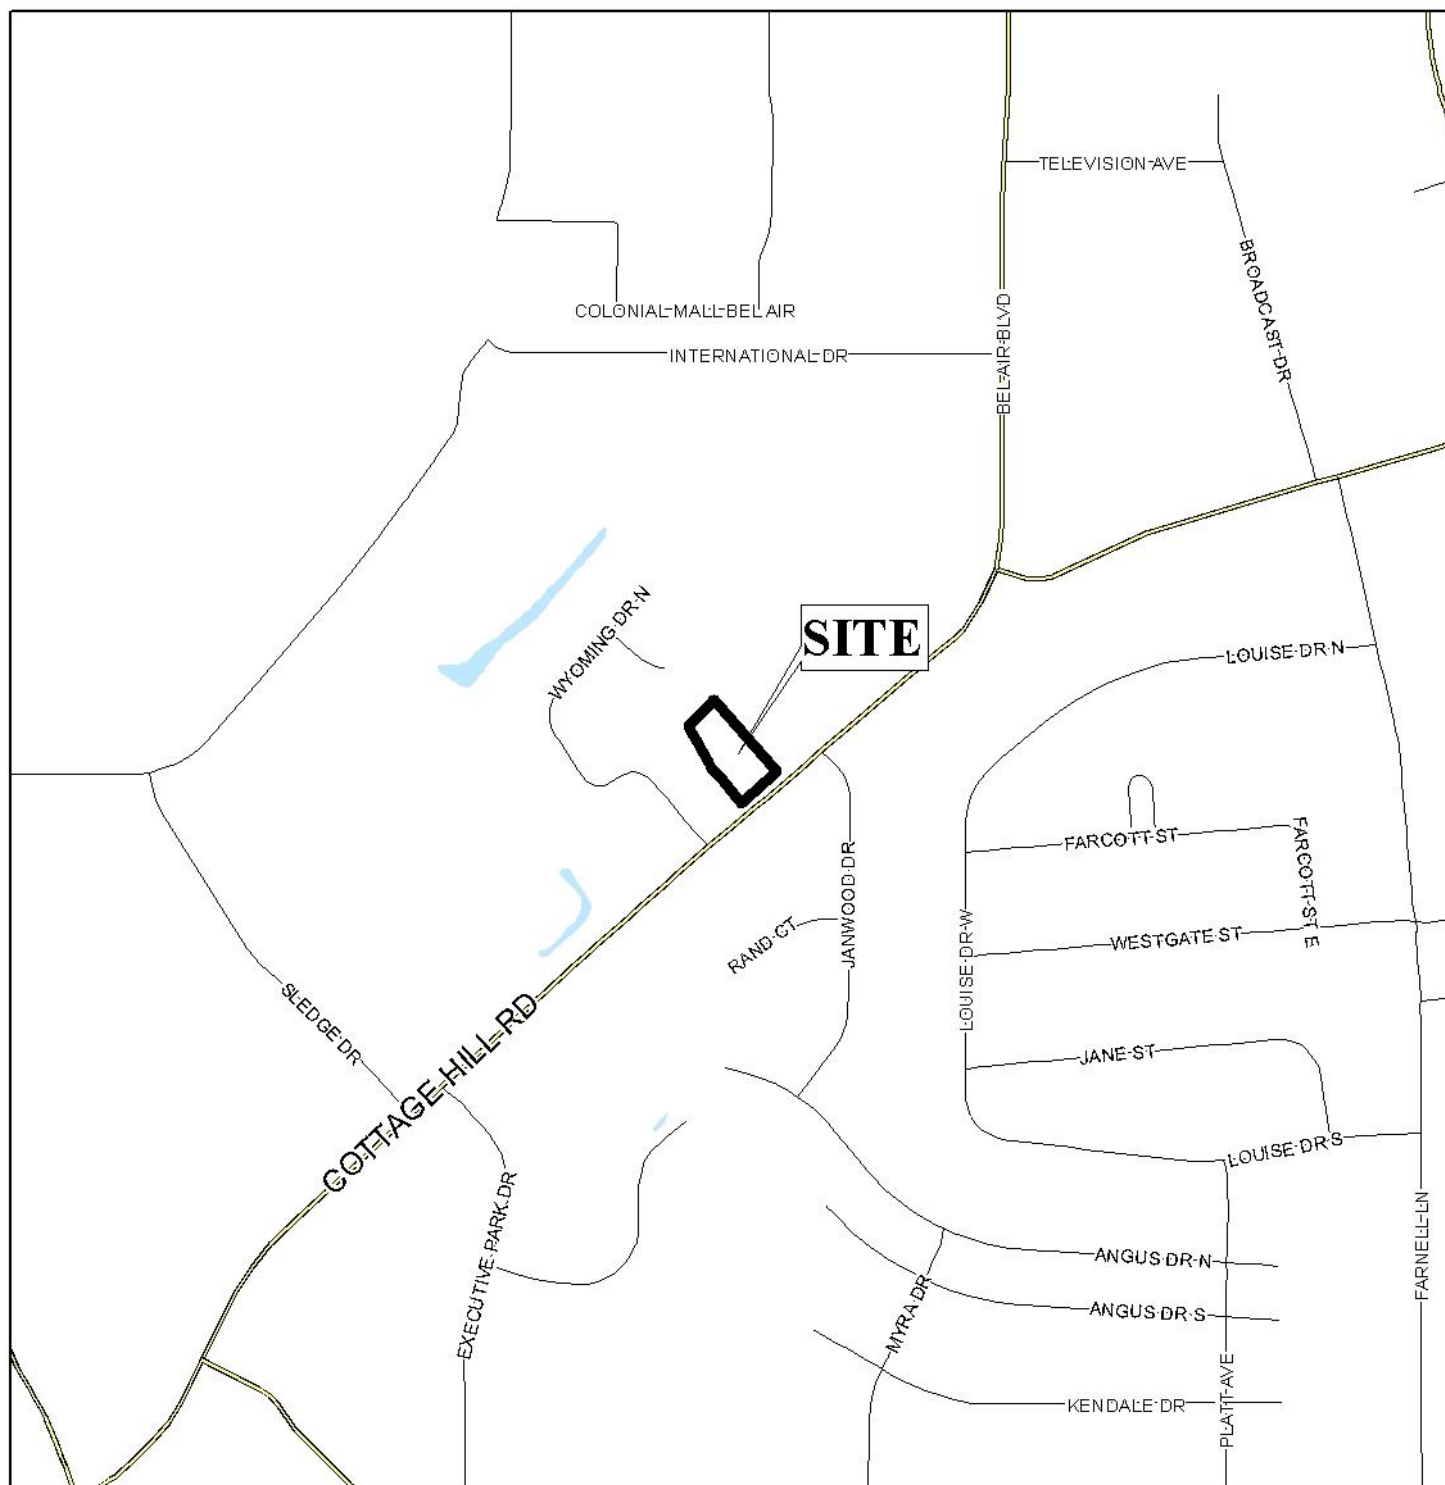 TELEVISION AVE
BROADCAST DR
COLONIAL MALL BEL AIR
BEL AIR BLVD
INTERNATIONAL DR
WYOMING DR N
SITE
LOUISE DR N
FARCOTT ST
FARCOTT ST E
JANWOOD DR
RAND CT
LOUISE DR W
WESTGATE ST
SLEDGE DR
COTTAGE HILL RD
JANE ST
LOUISE DR S
EXECUTIVE PARK DR
FARNELL LN
ANGUS DR N
MYRA DR
ANGUS DR S
PLATT AVE
KENDALE DR